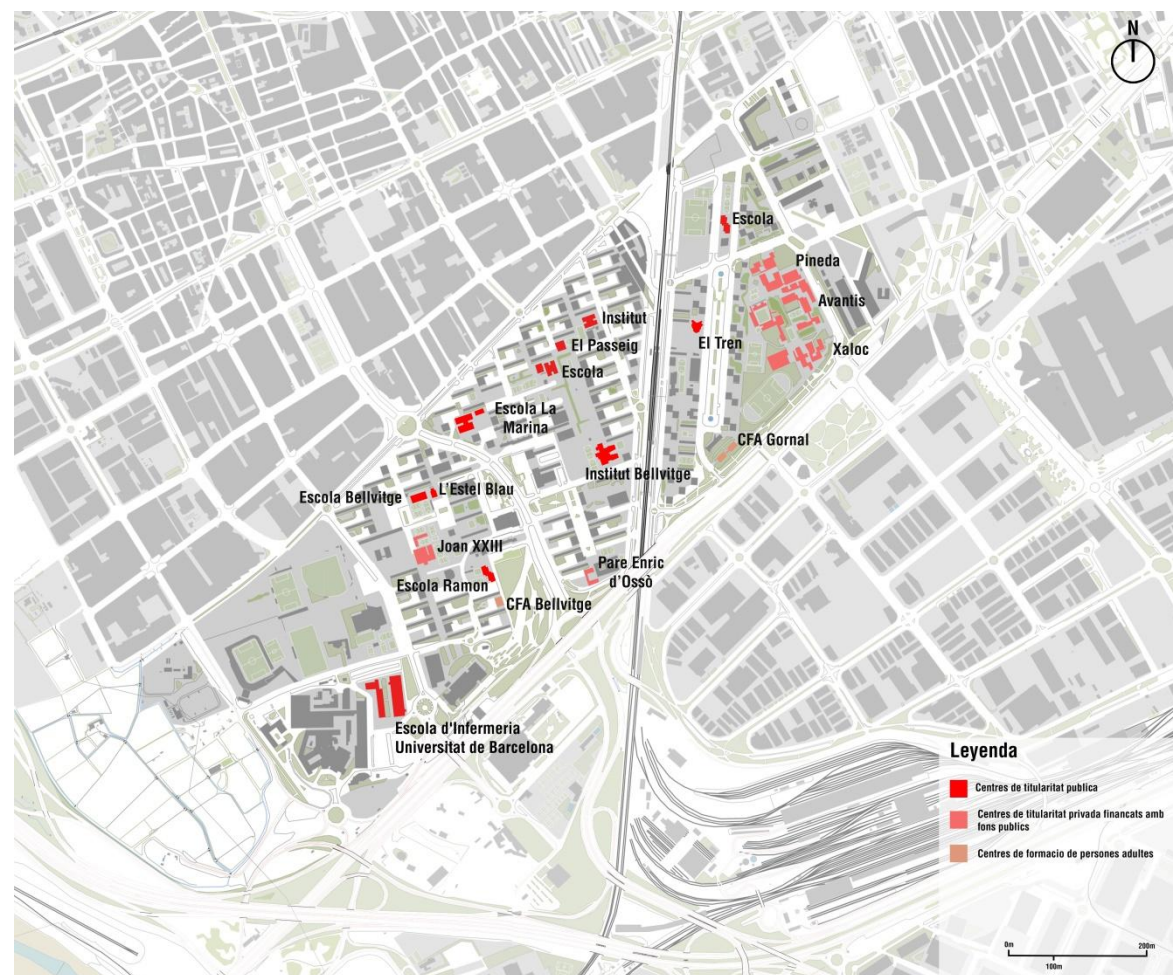 N
Escola
Pineda
Avantis
Institut
El Passeig
El Tren
Xaloc
Escola
Escola La
Marina
CFA Gornal
Institut Bellvitge
Escola Bellvitge
L'Estel Blau
Joan XXIII
Pare Enric
d'Ossò
Escola Ramon
CFA Bellvitge
Escola d'Infermeria
Universitat de Barcelona
Leyenda
Centres de titularitat publica
Centres de titularitat privada financats amb
fons publics
Centres de formacio de persones adultes
0m
200m
100m